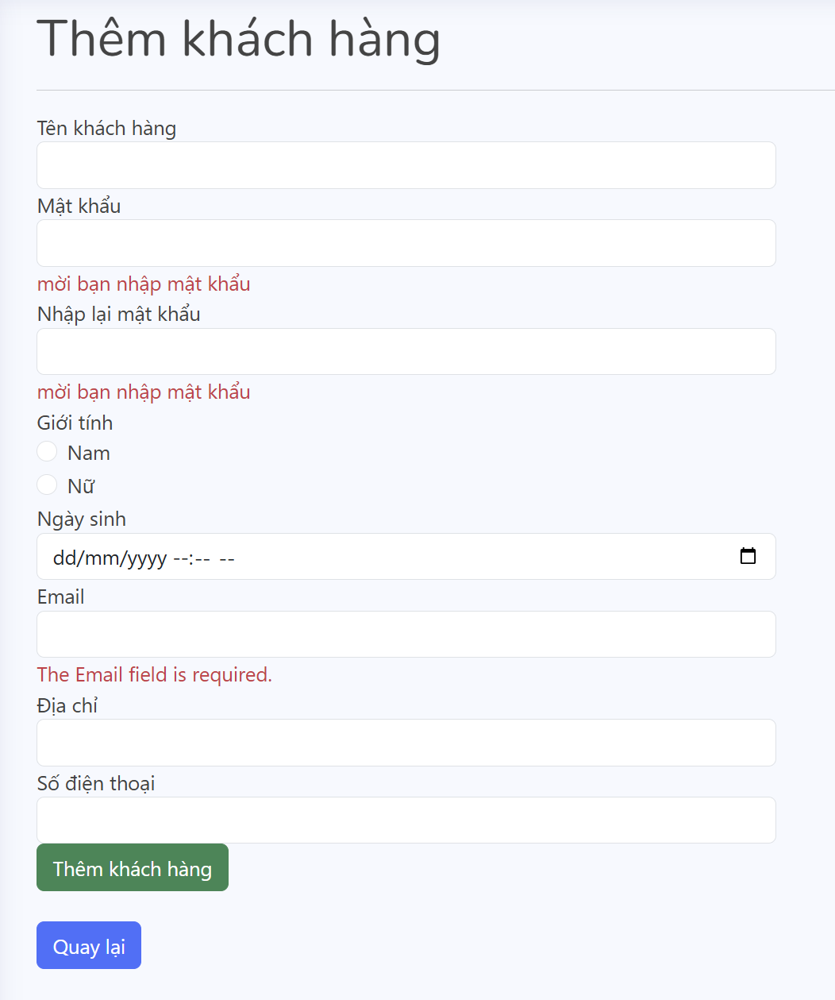 Thêm khách hàng
Tên khách hàng
Mật khẩu
mời bạn nhập mật khẩu
Nhập lại mật khẩu
mời bạn nhập mật khẩu
Giới tính
Nam
Nữ
Ngày sinh
dd/mm/yyyy --:-- --
Email
The Email field is required.
Địa chỉ
Số điện thoại
Thêm khách hàng
Quay lại